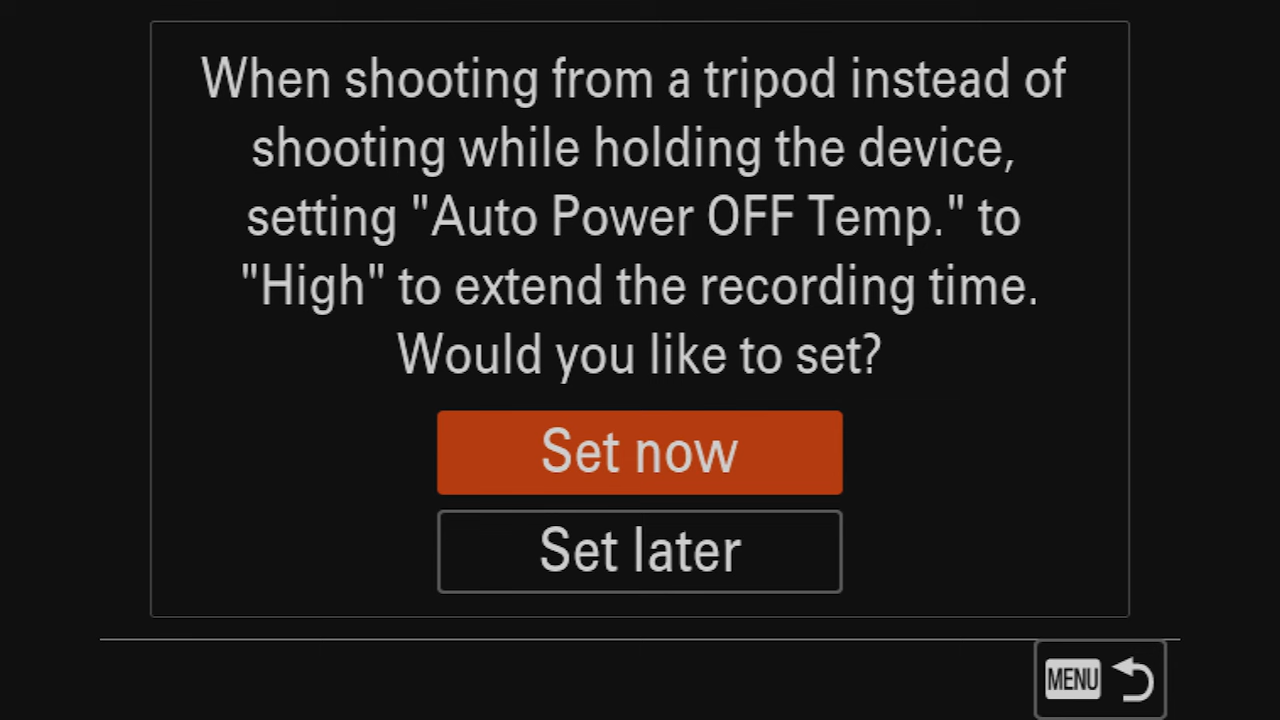 When shooting from a tripod instead of
shooting while holding the device,
setting "Auto Power OFF Temp." to
"High" to extend the recording time.
Would you like to set?
Set now
Set later
MENU